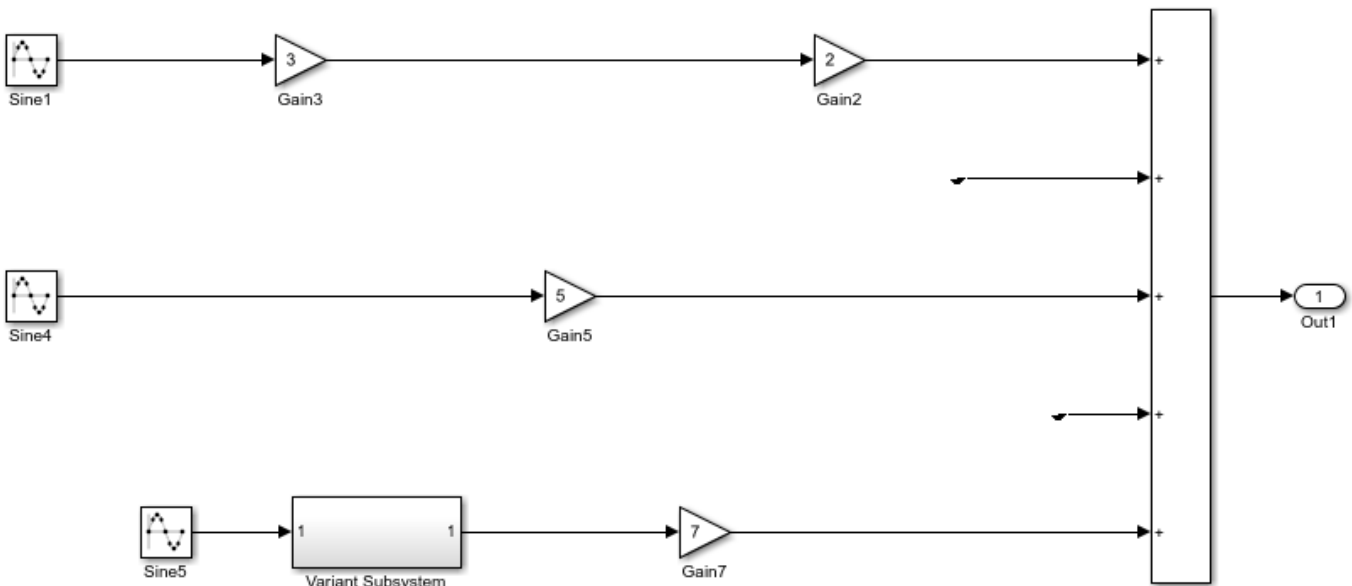 3 2 +
Sine1 Gain3 Gain2
+
5 + 1
Sine4 Gain5 Out1
+
1 1 7 +
Sine5 Variant Subsystem Gain7